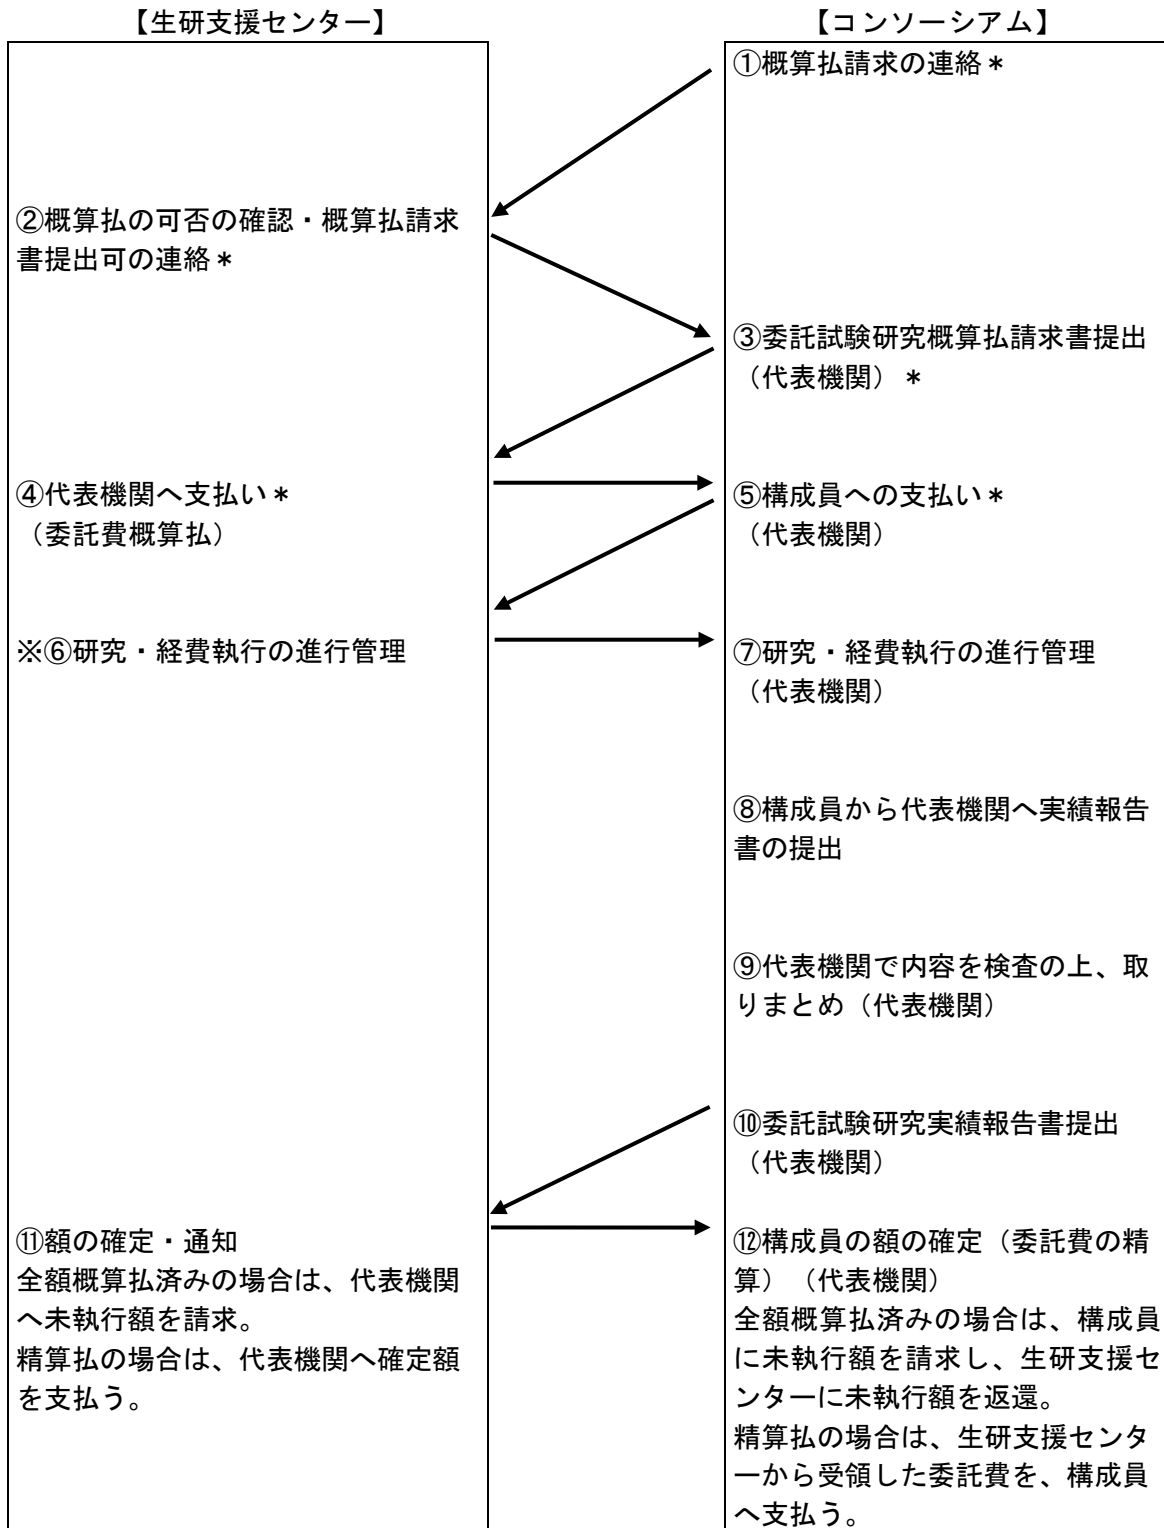 【生研支援センター】
【コンソーシアム】
①概算払請求の連絡＊
②概算払の可否の確認・概算払請求
書提出可の連絡＊
③委託試験研究概算払請求書提出
（代表機関）＊
④代表機関へ支払い＊
（委託費概算払）
⑤構成員への支払い＊
（代表機関）
※⑥研究・経費執行の進行管理
⑦研究・経費執行の進行管理
（代表機関）
⑧構成員から代表機関へ実績報告
書の提出
⑨代表機関で内容を検査の上、取
りまとめ（代表機関）
⑩委託試験研究実績報告書提出
（代表機関）
⑪額の確定・通知
全額概算払済みの場合は、代表機関
へ未執行額を請求。
精算払の場合は、代表機関へ確定額
を支払う。
⑫構成員の額の確定（委託費の精
算）（代表機関）
全額概算払済みの場合は、構成員
に未執行額を請求し、生研支援セ
ンターに未執行額を返還。
精算払の場合は、生研支援センタ
ーから受領した委託費を、構成員
へ支払う。